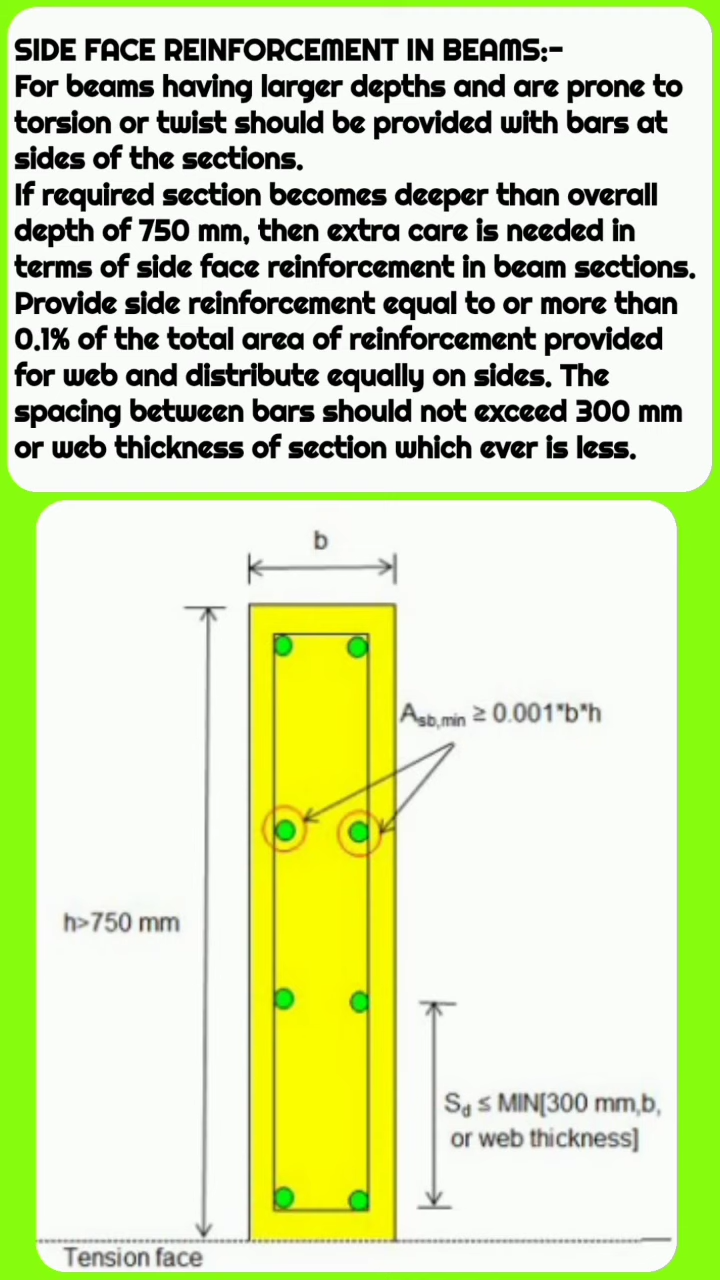 SIDE FACE REINFORCEMENT IN BEAMS:-
For beams having larger depths and are prone to
torsion or twist should be provided with bars at
sides of the sections.
If required section becomes deeper than overall
depth of 750 mm, then extra care is needed in
terms of side face reinforcement in beam sections.
Provide side reinforcement equal to or more than
0.1% of the total area of reinforcement provided
for web and distribute equally on sides. The
spacing between bars should not exceed 300 mm
or web thickness of section which ever is less.
b
Asb,min ≥ 0.001*b*h
h>750 mm
Sd ≤ MIN[300 mm,b,
or web thickness]
Tension face